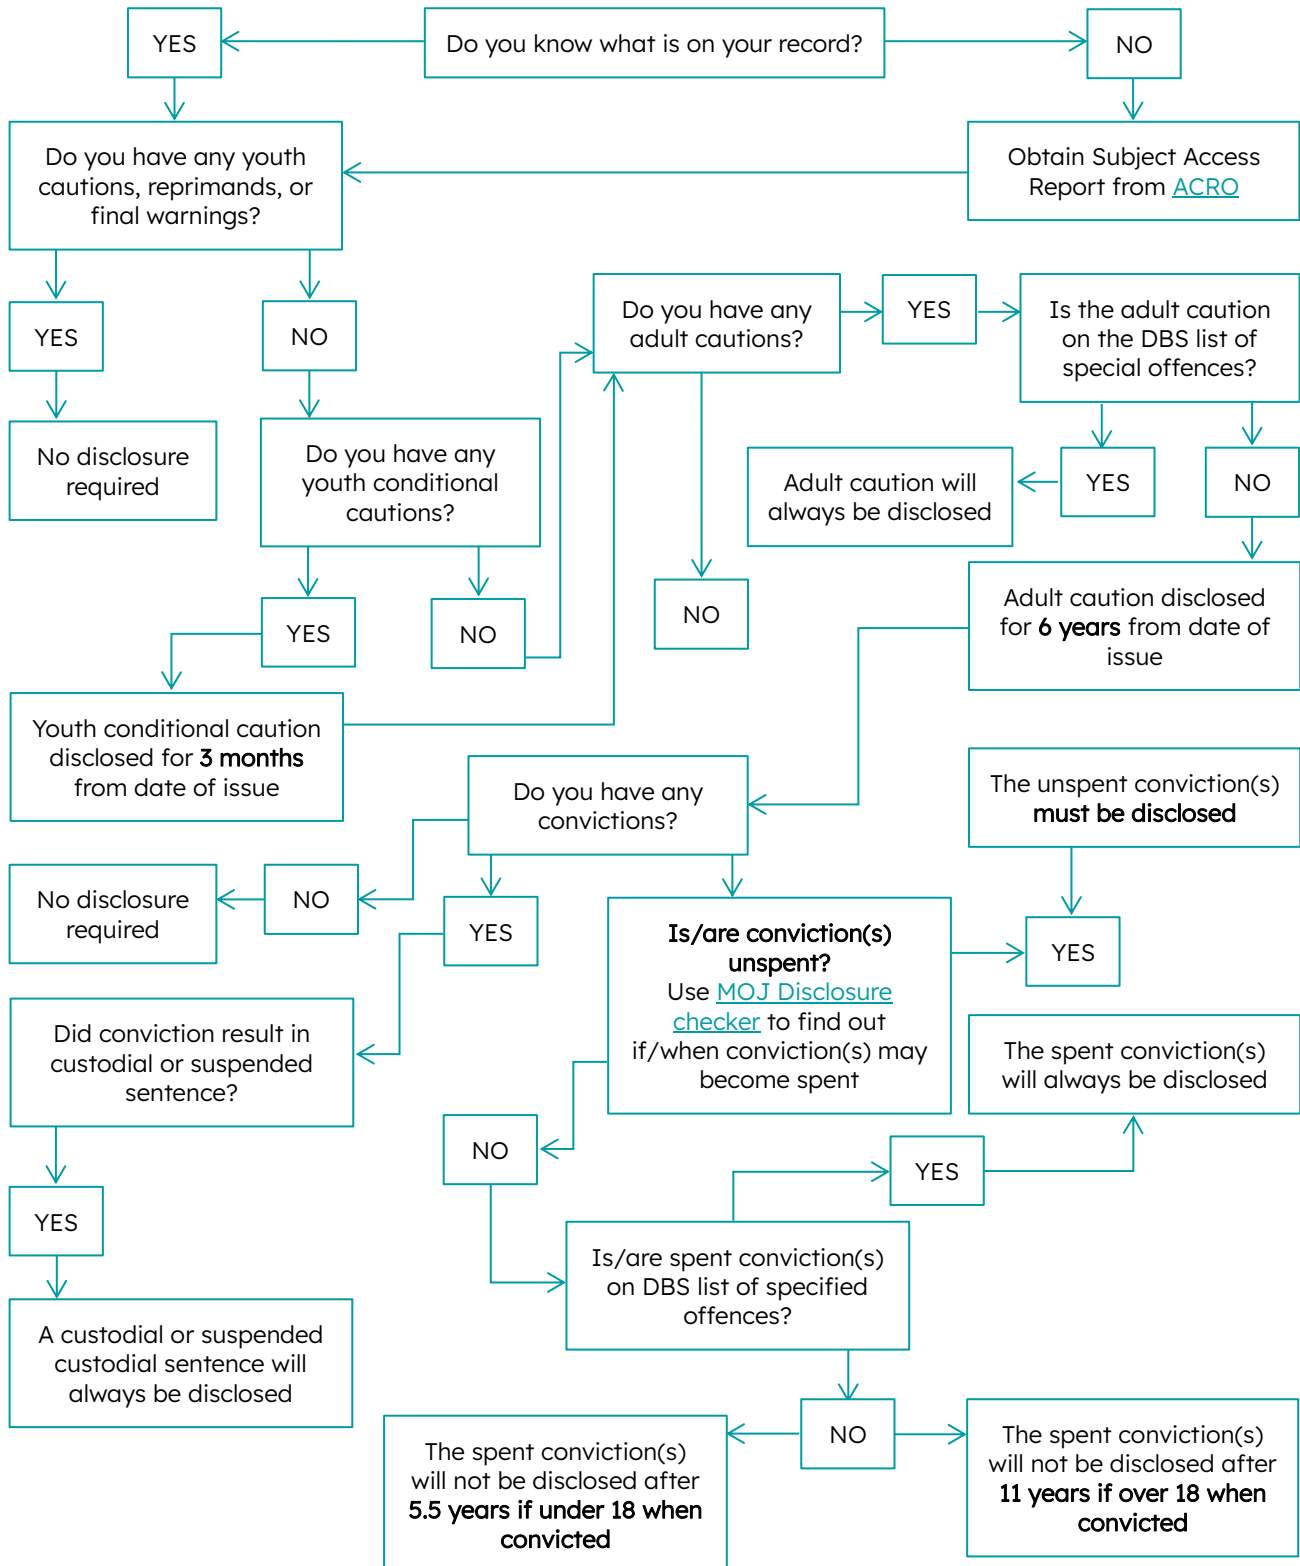 YES
Do you know what is on your record?
NO
Do you have any youth
cautions, reprimands, or
final warnings?
Obtain Subject Access
Report from ACRO
YES
NO
Do you have any
adult cautions?
YES
Is the adult caution
on the DBS list of
special offences?
No disclosure
required
Do you have any
youth conditional
cautions?
Adult caution will
always be disclosed
YES
NO
YES
NO
NO
Adult caution disclosed
for 6 years from date of
issue
Youth conditional caution
disclosed for 3 months
from date of issue
Do you have any
convictions?
The unspent conviction(s)
must be disclosed
No disclosure
required
NO
YES
Is/are conviction(s)
unspent?
Use MOJ Disclosure
checker to find out
if/when conviction(s) may
become spent
YES
Did conviction result in
custodial or suspended
sentence?
The spent conviction(s)
will always be disclosed
NO
YES
YES
Is/are spent conviction(s)
on DBS list of specified
offences?
A custodial or suspended
custodial sentence will
always be disclosed
NO
The spent conviction(s)
will not be disclosed after
5.5 years if under 18 when
convicted
The spent conviction(s)
will not be disclosed after
11 years if over 18 when
convicted